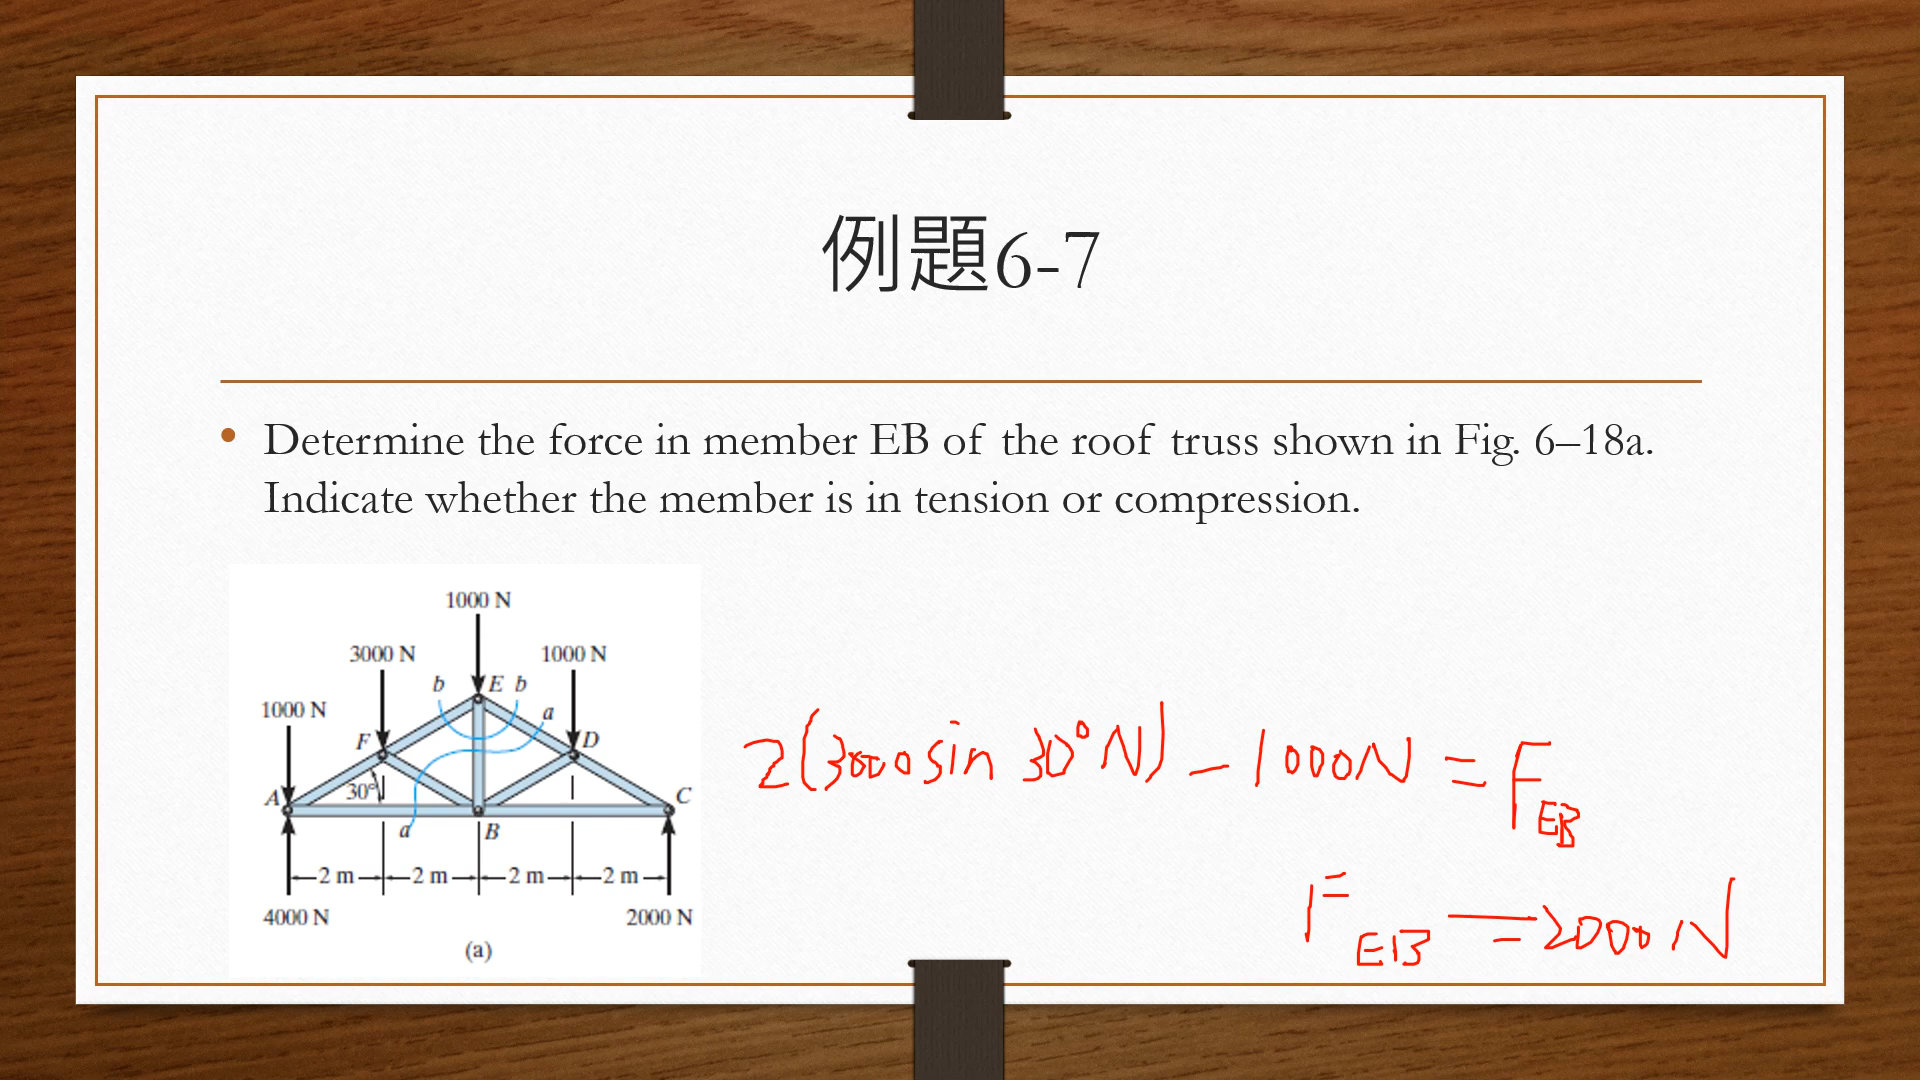 例題6-7
• Determine the force in member EB of the roof truss shown in Fig. 6–18a.
Indicate whether the member is in tension or compression.
1000 N
3000 N
1000 N
b
E
b
1000 N
a
F
D
30°
A
C
a
B
2 m
2 m
2 m
2 m
4000 N
2000 N
(a)
2(3000 sin 30° N) - 1000N = F_EB
F_EB = 2000 N